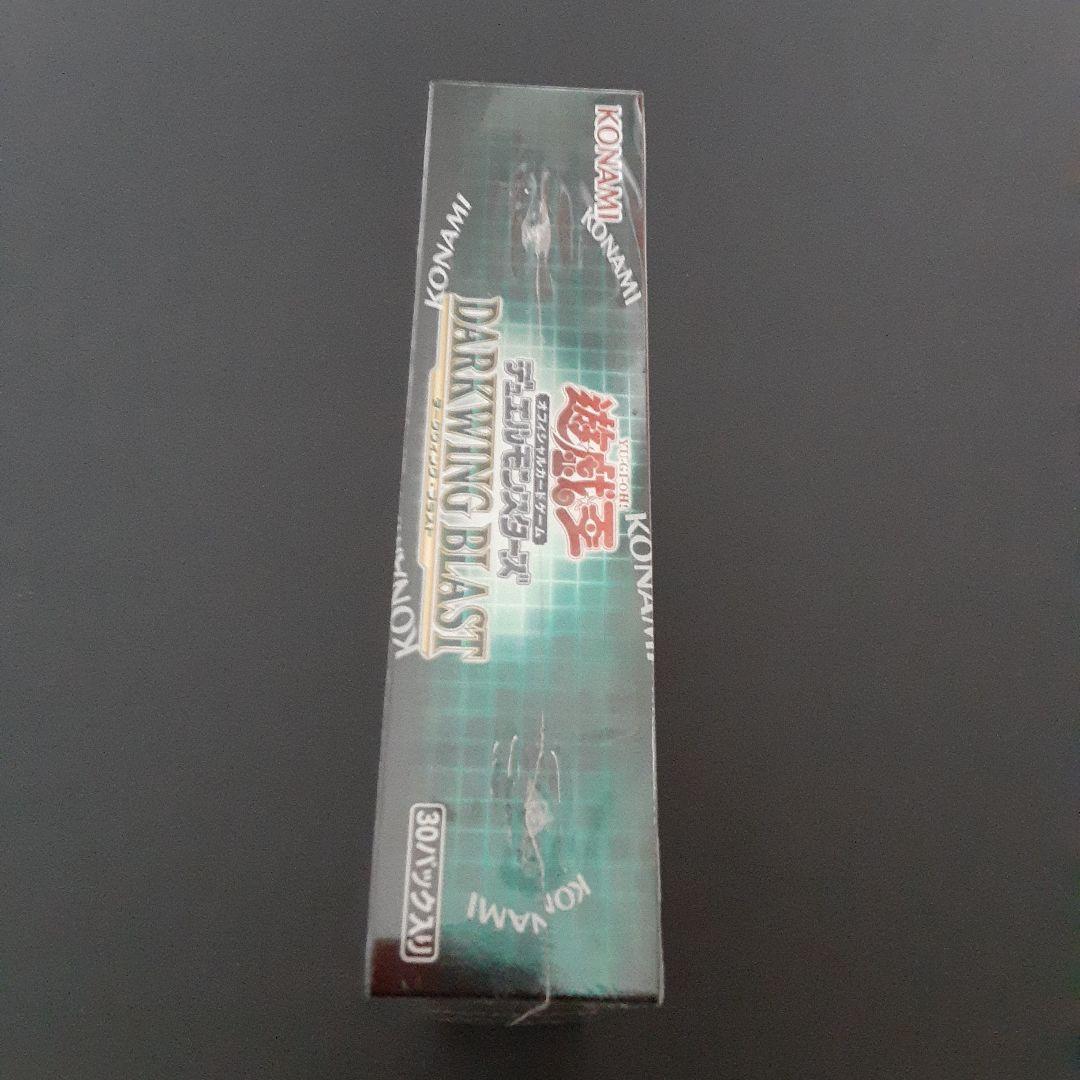 KONAMI
KONAMI
YU-GI-OH!
遊戯王
オフィシャルカードゲーム
デュエルモンスターズ
DARKWING BLAST
ダークウィング・ブラスト
30パック入り
KONAMI
KONAMI
KONAMI
KONAMI